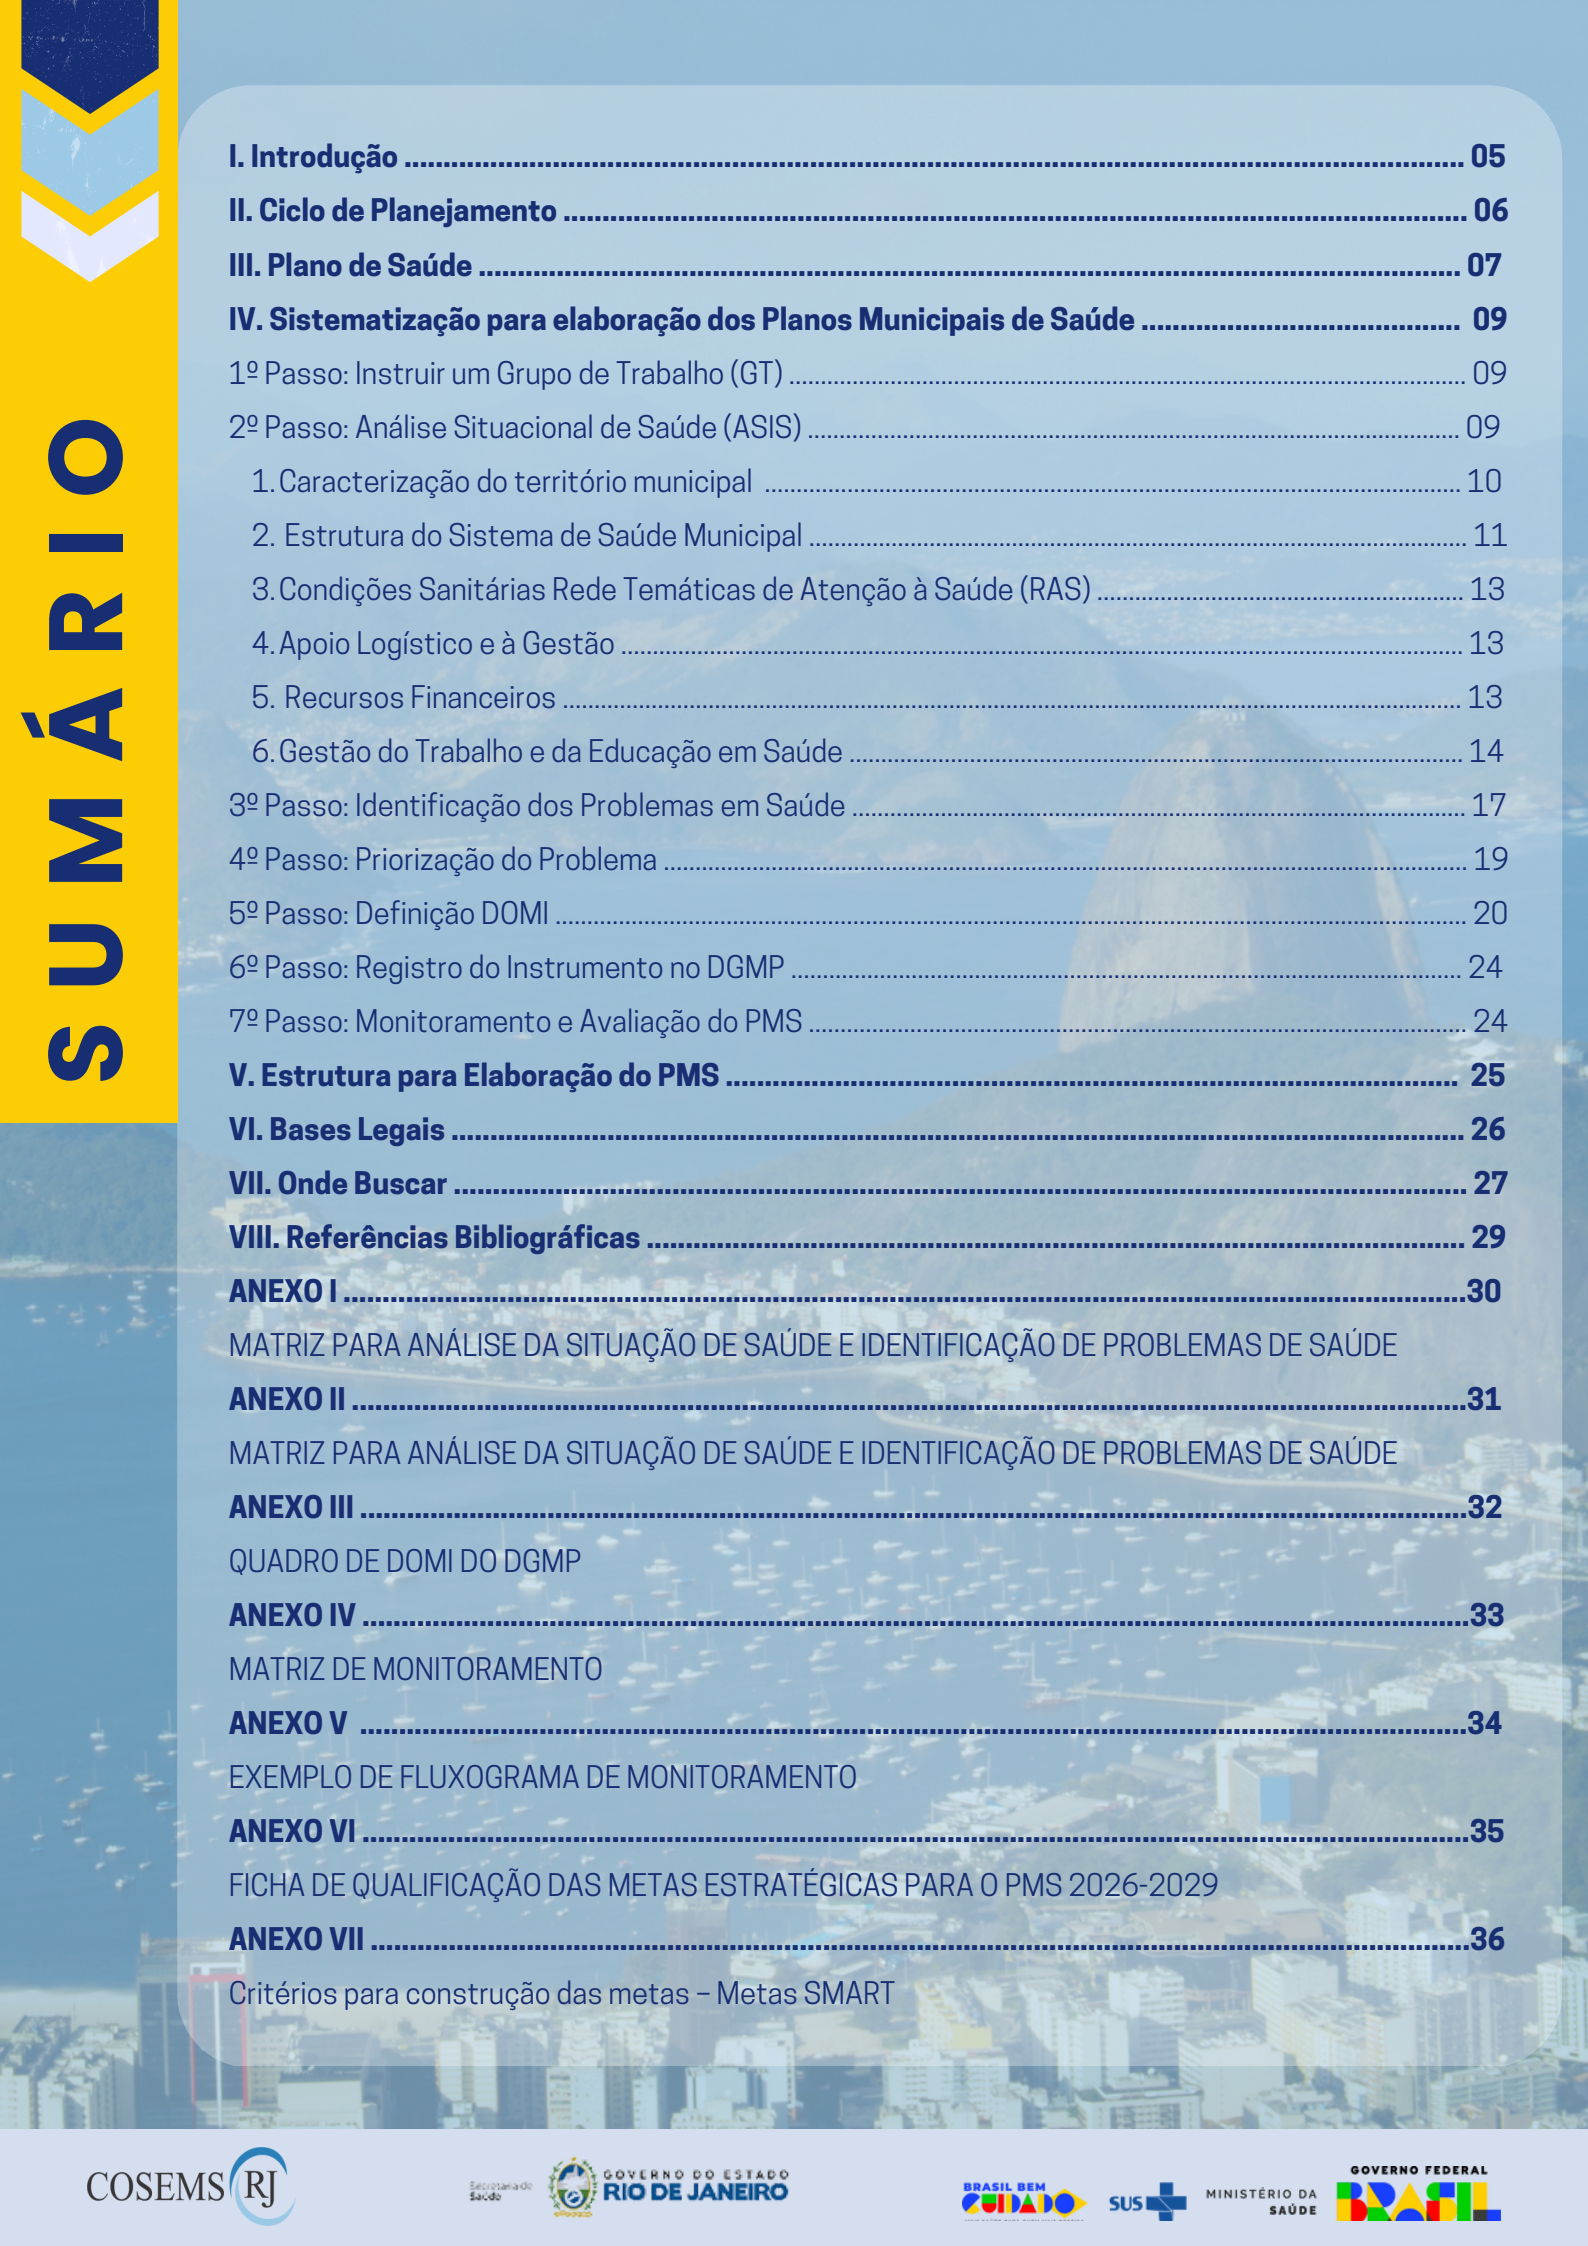 SUMÁRIO
I. Introdução ........................................ 05
II. Ciclo de Planejamento ........................................ 06
III. Plano de Saúde ........................................ 07
IV. Sistematização para elaboração dos Planos Municipais de Saúde ........................................ 09
1º Passo: Instruir um Grupo de Trabalho (GT) ........................................ 09
2º Passo: Análise Situacional de Saúde (ASIS) ........................................ 09
1. Caracterização do território municipal ........................................ 10
2. Estrutura do Sistema de Saúde Municipal ........................................ 11
3. Condições Sanitárias Rede Temáticas de Atenção à Saúde (RAS) ........................................ 13
4. Apoio Logístico e à Gestão ........................................ 13
5. Recursos Financeiros ........................................ 13
6. Gestão do Trabalho e da Educação em Saúde ........................................ 14
3º Passo: Identificação dos Problemas em Saúde ........................................ 17
4º Passo: Priorização do Problema ........................................ 19
5º Passo: Definição DOMI ........................................ 20
6º Passo: Registro do Instrumento no DGMP ........................................ 24
7º Passo: Monitoramento e Avaliação do PMS ........................................ 24
V. Estrutura para Elaboração do PMS ........................................ 25
VI. Bases Legais ........................................ 26
VII. Onde Buscar ........................................ 27
VIII. Referências Bibliográficas ........................................ 29
ANEXO I ........................................30
MATRIZ PARA ANÁLISE DA SITUAÇÃO DE SAÚDE E IDENTIFICAÇÃO DE PROBLEMAS DE SAÚDE
ANEXO II ........................................31
MATRIZ PARA ANÁLISE DA SITUAÇÃO DE SAÚDE E IDENTIFICAÇÃO DE PROBLEMAS DE SAÚDE
ANEXO III ........................................32
QUADRO DE DOMI DO DGMP
ANEXO IV ........................................33
MATRIZ DE MONITORAMENTO
ANEXO V ........................................34
EXEMPLO DE FLUXOGRAMA DE MONITORAMENTO
ANEXO VI ........................................35
FICHA DE QUALIFICAÇÃO DAS METAS ESTRATÉGICAS PARA O PMS 2026-2029
ANEXO VII ........................................36
Critérios para construção das metas – Metas SMART
COSEMS RJ
Secretaria de
Saúde
GOVERNO DO ESTADO
RIO DE JANEIRO
BRASIL BEM
CUIDADO
SUS
MINISTÉRIO DA
SAÚDE
GOVERNO FEDERAL
BRASIL